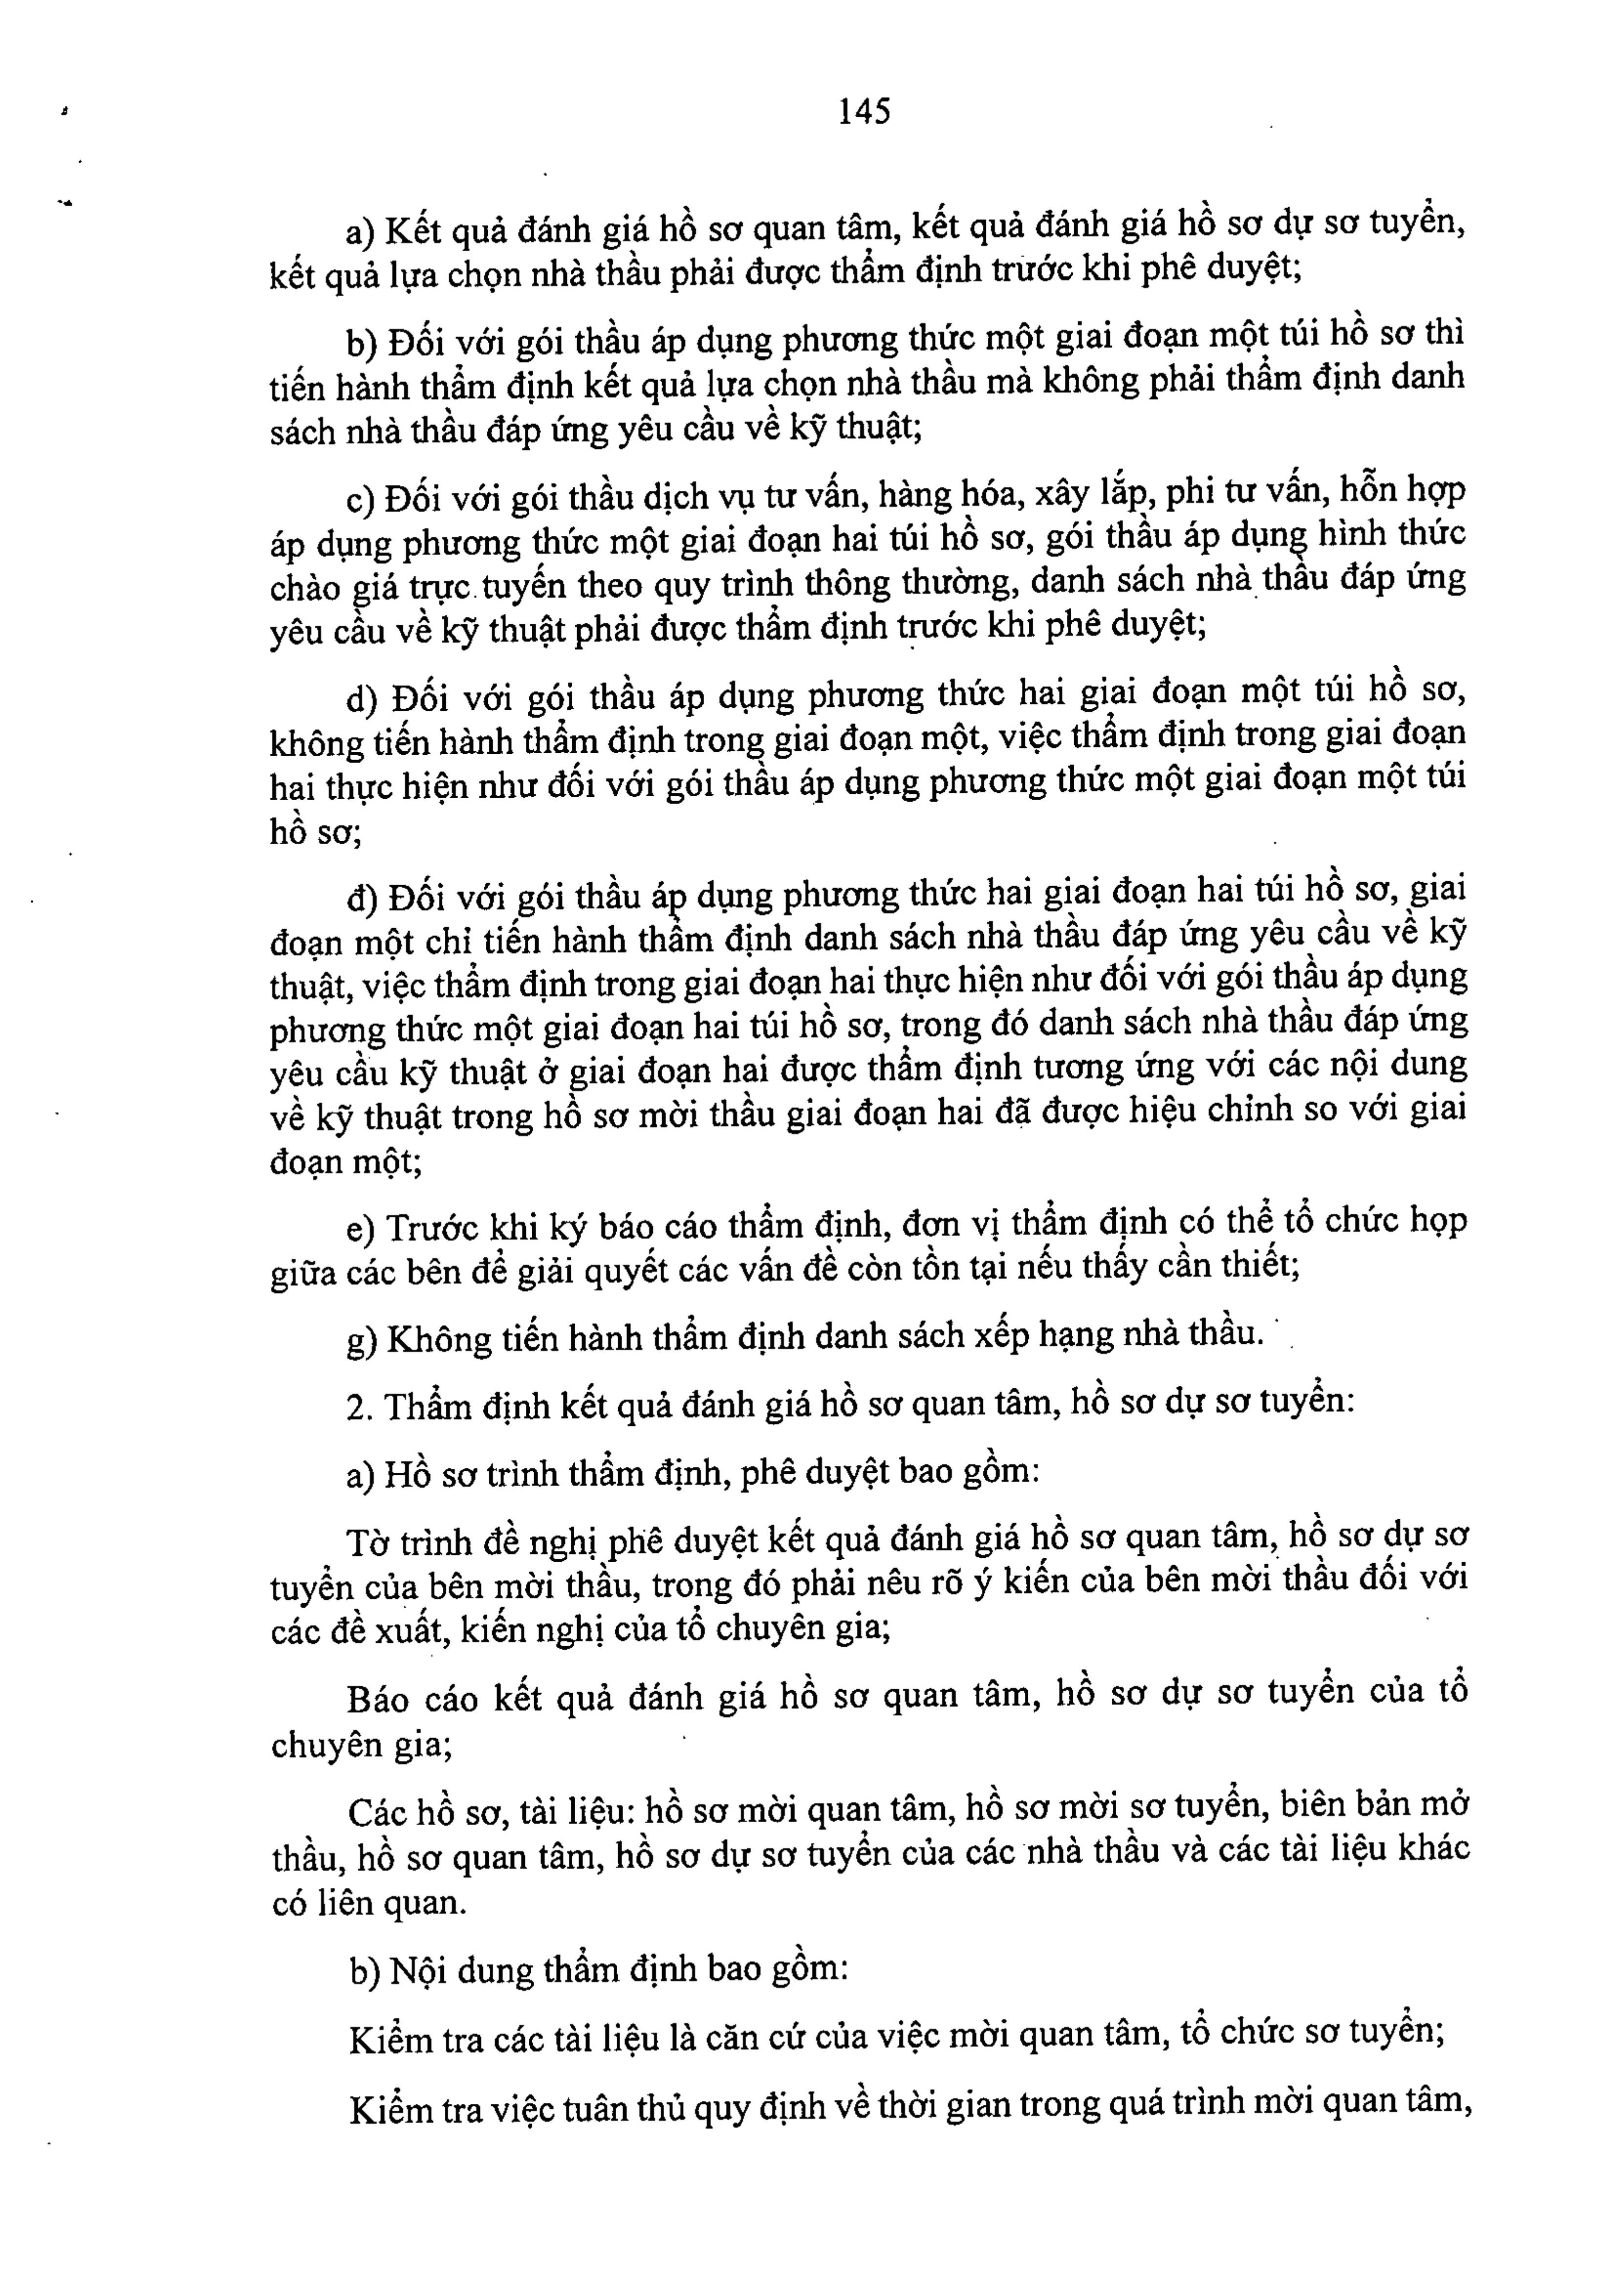 145
a) Kết quả đánh giá hồ sơ quan tâm, kết quả đánh giá hồ sơ dự sơ tuyển,
kết quả lựa chọn nhà thầu phải được thẩm định trước khi phê duyệt;
b) Đối với gói thầu áp dụng phương thức một giai đoạn một túi hồ sơ thì
tiến hành thẩm định kết quả lựa chọn nhà thầu mà không phải thẩm định danh
sách nhà thầu đáp ứng yêu cầu về kỹ thuật;
c) Đối với gói thầu dịch vụ tư vấn, hàng hóa, xây lắp, phi tư vấn, hỗn hợp
áp dụng phương thức một giai đoạn hai túi hồ sơ, gói thầu áp dụng hình thức
chào giá trực tuyến theo quy trình thông thường, danh sách nhà thầu đáp ứng
yêu cầu về kỹ thuật phải được thẩm định trước khi phê duyệt;
d) Đối với gói thầu áp dụng phương thức hai giai đoạn một túi hồ sơ,
không tiến hành thẩm định trong giai đoạn một, việc thẩm định trong giai đoạn
hai thực hiện như đối với gói thầu áp dụng phương thức một giai đoạn một túi
hồ sơ;
đ) Đối với gói thầu áp dụng phương thức hai giai đoạn hai túi hồ sơ, giai
đoạn một chỉ tiến hành thẩm định danh sách nhà thầu đáp ứng yêu cầu về kỹ
thuật, việc thẩm định trong giai đoạn hai thực hiện như đối với gói thầu áp dụng
phương thức một giai đoạn hai túi hồ sơ, trong đó danh sách nhà thầu đáp ứng
yêu cầu kỹ thuật ở giai đoạn hai được thẩm định tương ứng với các nội dung
về kỹ thuật trong hồ sơ mời thầu giai đoạn hai đã được hiệu chỉnh so với giai
đoạn một;
e) Trước khi ký báo cáo thẩm định, đơn vị thẩm định có thể tổ chức họp
giữa các bên để giải quyết các vấn đề còn tồn tại nếu thấy cần thiết;
g) Không tiến hành thẩm định danh sách xếp hạng nhà thầu.
2. Thẩm định kết quả đánh giá hồ sơ quan tâm, hồ sơ dự sơ tuyển:
a) Hồ sơ trình thẩm định, phê duyệt bao gồm:
Tờ trình đề nghị phê duyệt kết quả đánh giá hồ sơ quan tâm, hồ sơ dự sơ
tuyển của bên mời thầu, trong đó phải nêu rõ ý kiến của bên mời thầu đối với
các đề xuất, kiến nghị của tổ chuyên gia;
Báo cáo kết quả đánh giá hồ sơ quan tâm, hồ sơ dự sơ tuyển của tổ
chuyên gia;
Các hồ sơ, tài liệu: hồ sơ mời quan tâm, hồ sơ mời sơ tuyển, biên bản mở
thầu, hồ sơ quan tâm, hồ sơ dự sơ tuyển của các nhà thầu và các tài liệu khác
có liên quan.
b) Nội dung thẩm định bao gồm:
Kiểm tra các tài liệu là căn cứ của việc mời quan tâm, tổ chức sơ tuyển;
Kiểm tra việc tuân thủ quy định về thời gian trong quá trình mời quan tâm,